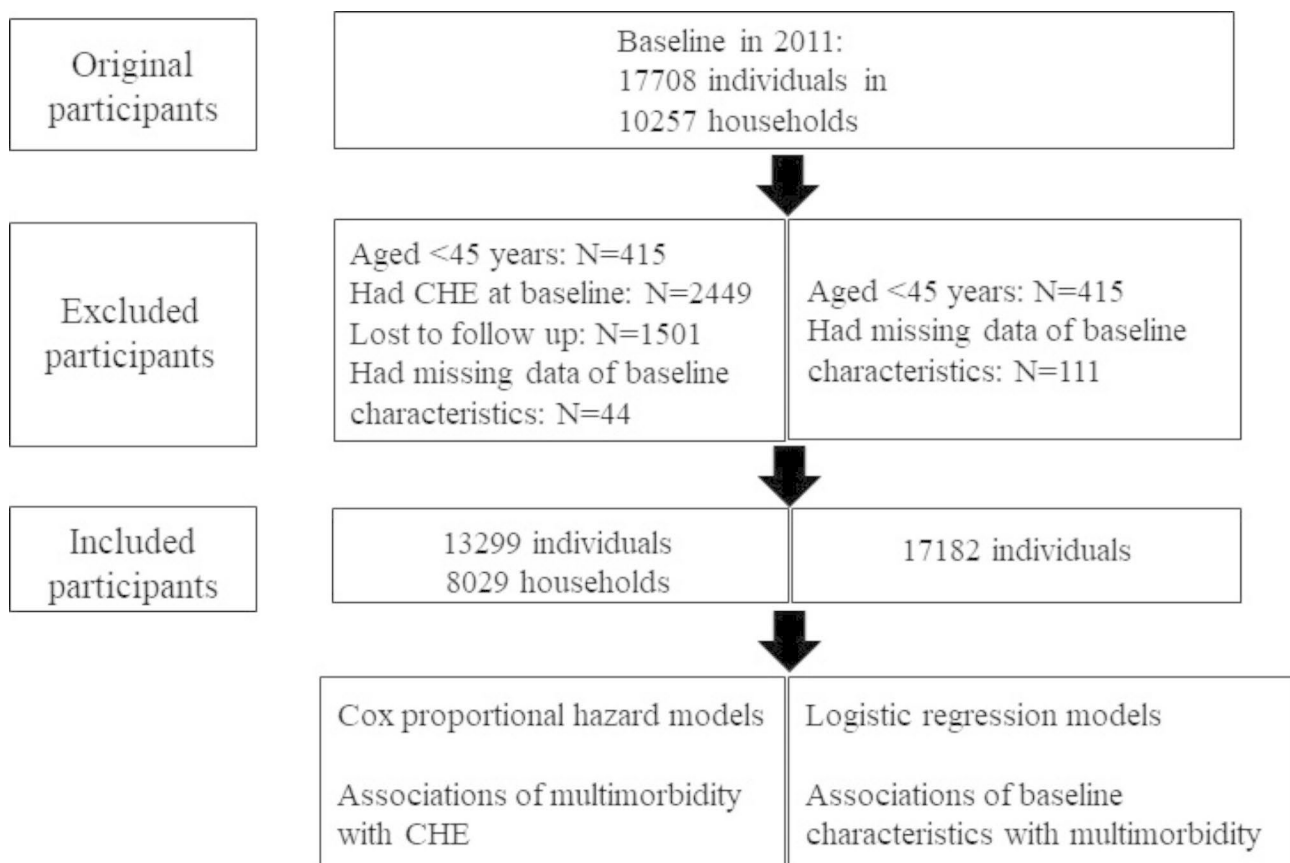 Original
participants
Baseline in 2011:
17708 individuals in
10257 households
Excluded
participants
Aged <45 years: N=415
Had CHE at baseline: N=2449
Lost to follow up: N=1501
Had missing data of baseline
characteristics: N=44
Aged <45 years: N=415
Had missing data of baseline
characteristics: N=111
Included
participants
13299 individuals
8029 households
17182 individuals
Cox proportional hazard models
Associations of multimorbidity
with CHE
Logistic regression models
Associations of baseline
characteristics with multimorbidity